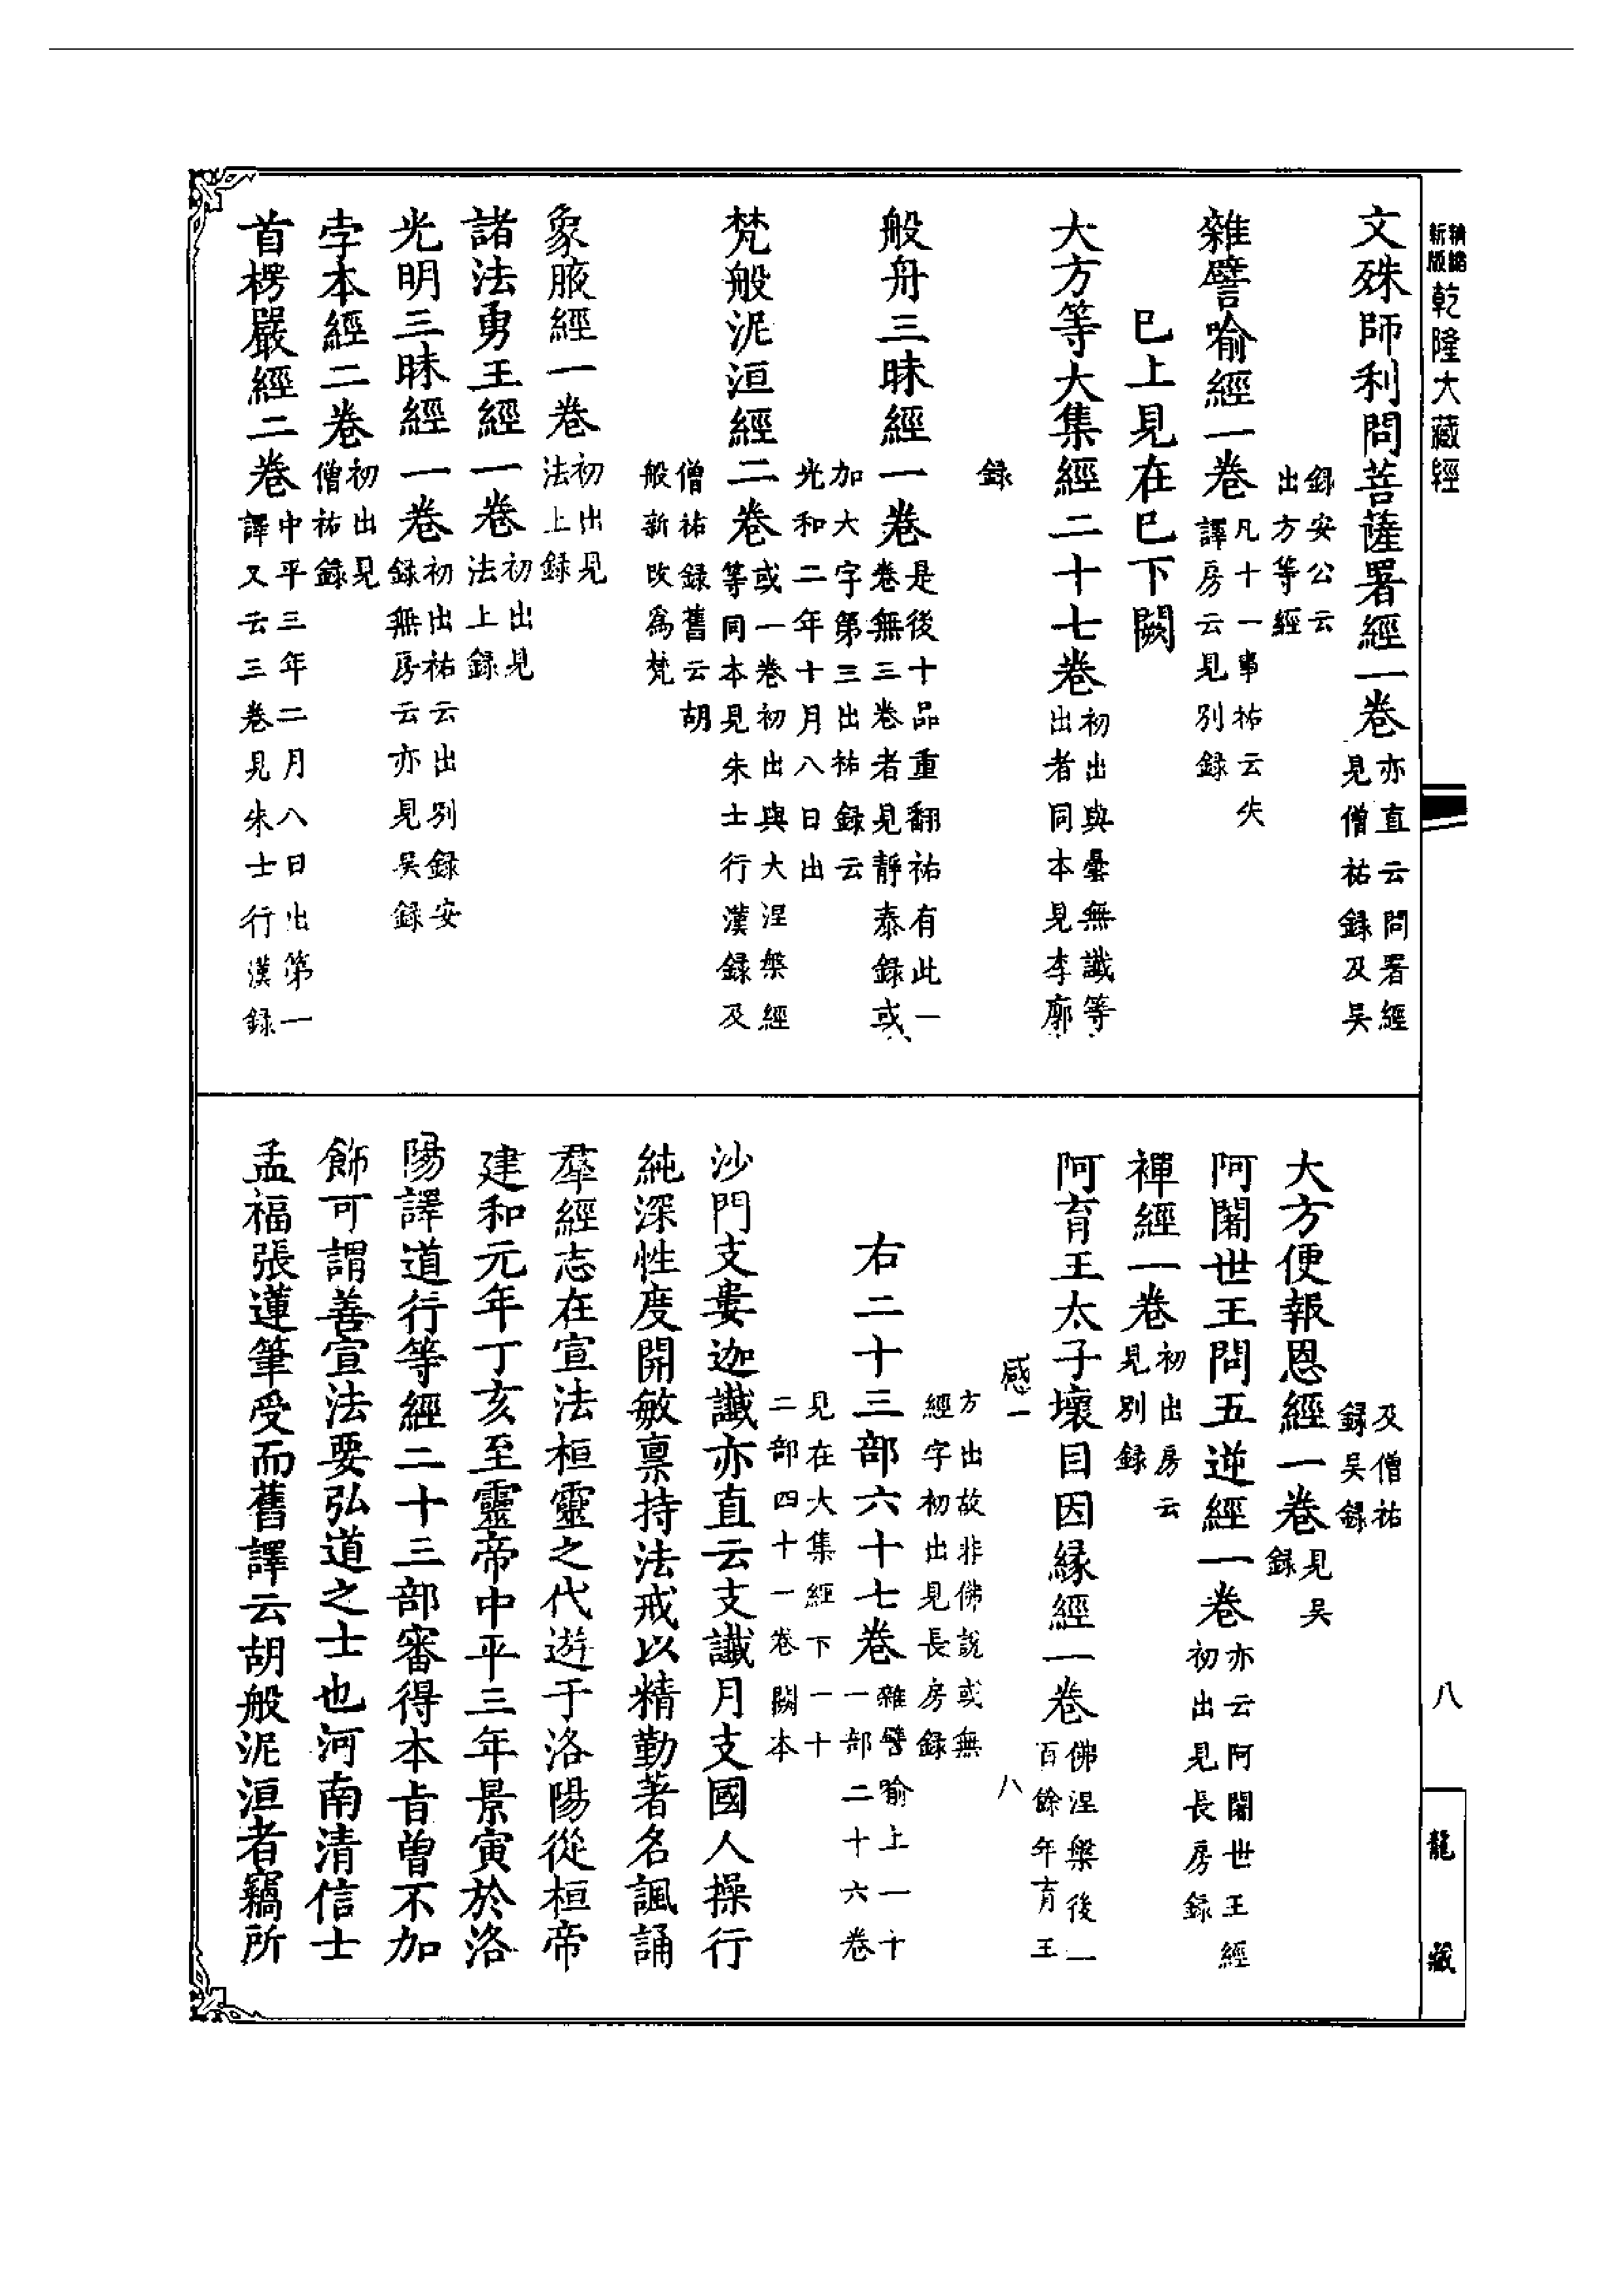 新版
乾隆大藏經
文殊師利問菩薩署經一卷亦直云問署經見僧祐錄及吳
錄安公云出方等經
雜譬喻經一卷凡十一事祐云失譯房云見別錄
已上見在已下闕
大方等大集經二十七卷初出與曇無讖等出者同本見李廓
錄
般舟三昧經一卷是後十品重翻祐有此一卷無三卷者見靜泰錄或
加大字第三出祐錄云光和二年十月八日出
梵般泥洹經二卷或一卷初出與大涅槃經等同本見朱士行漢錄及
僧祐錄舊云胡般新改為梵
象腋經一卷初出見法上錄
諸法勇王經一卷初出見法上錄
光明三昧經一卷初出祐云出別錄安錄無房云亦見吳錄
孛本經二卷初出見僧祐錄
首楞嚴經二卷中平三年二月八日出第一譯又云三卷見朱士行漢錄
及僧祐錄吳錄
大方便報恩經一卷見吳錄
阿闍世王問五逆經一卷亦云阿闍世王經初出見長房錄
禪經一卷初出房云見別錄
阿育王太子壞目因緣經一卷佛涅槃後一百餘年育王
感一 八
方出故非佛說或無經字初出見長房錄
右二十三部六十七卷雜譬喻上一十一部二十六卷
見在大集經下一十二部四十一卷闕本
沙門支婁迦讖亦直云支讖月支國人操行
純深性度開敏稟持法戒以精勤著名諷誦
羣經志在宣法桓靈之代遊于洛陽從桓帝
建和元年丁亥至靈帝中平三年景寅於洛
陽譯道行等經二十三部審得本旨曾不加
飾可謂善宣法要弘道之士也河南清信士
孟福張蓮筆受而舊譯云胡般泥洹者竊所
八
龍藏